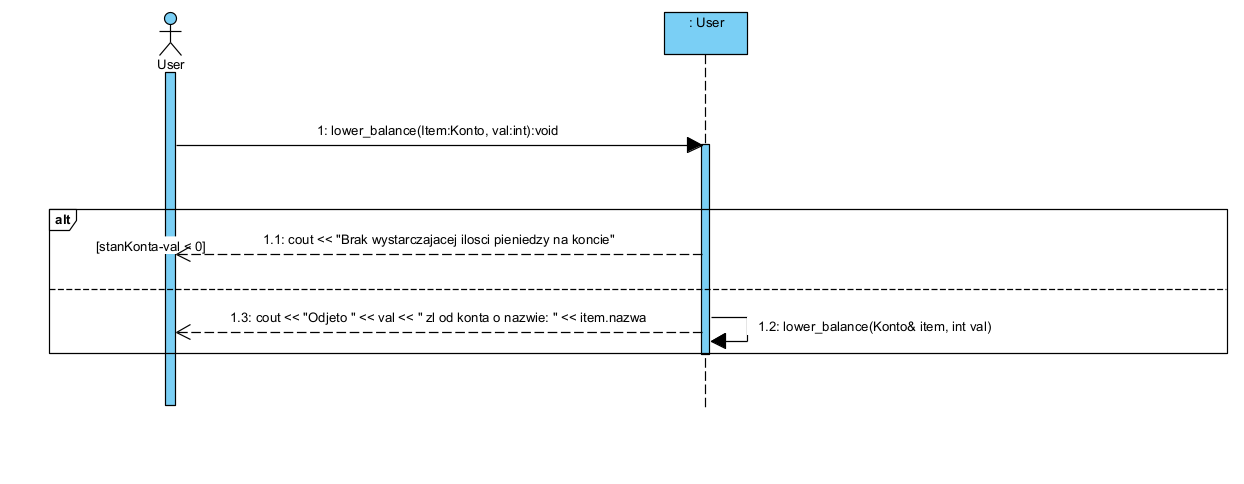 : User
User
1: lower_balance(Item:Konto, val:int):void
alt
1.1: cout << "Brak wystarczajacej ilosci pieniedzy na koncie"
[stanKonta-val < 0]
1.3: cout << "Odjeto " << val << " zl od konta o nazwie: " << item.nazwa
1.2: lower_balance(Konto& item, int val)